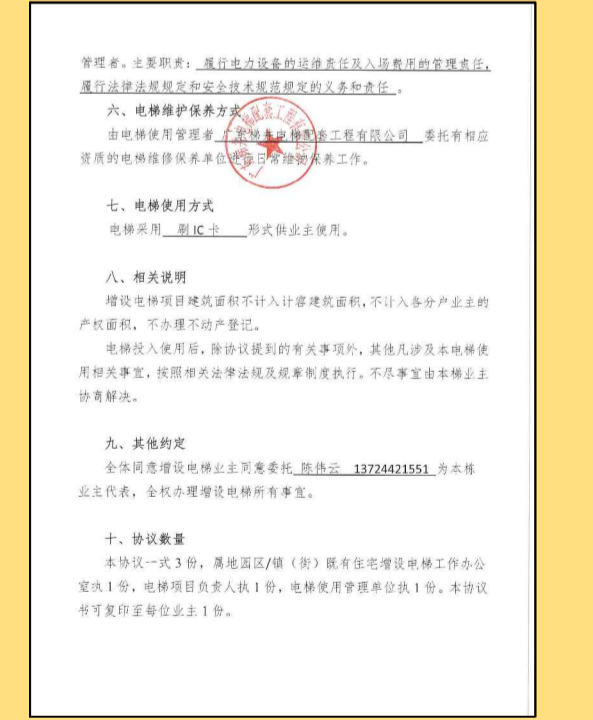 管理者。主要职责：履行电力设备的运维责任及入场费用的管理责任，
履行法律法规规定和安全技术规范规定的义务和责任 。
六、电梯维护保养方式
由电梯使用管理者 广东梯井电梯配套工程有限公司 委托有相应
资质的电梯维修保养单位进行日常维护保养工作。
七、电梯使用方式
电梯采用 刷 IC 卡 形式供业主使用。
八、相关说明
增设电梯项目建筑面积不计入计容建筑面积，不计入各分户业主的
产权面积，不办理不动产登记。
电梯投入使用后，除协议提到的有关事项外，其他凡涉及本电梯使
用相关事宜，按照相关法律法规及规章制度执行。不尽事宜由本梯业主
协商解决。
九、其他约定
全体同意增设电梯业主同意委托 陈伟云 13724421551 为本栋
业主代表，全权办理增设电梯所有事宜。
十、协议数量
本协议一式 3 份，属地园区/镇（街）既有住宅增设电梯工作办公
室执 1 份，电梯项目负责人执 1 份，电梯使用管理单位执 1 份。本协议
书可复印至每位业主 1 份。